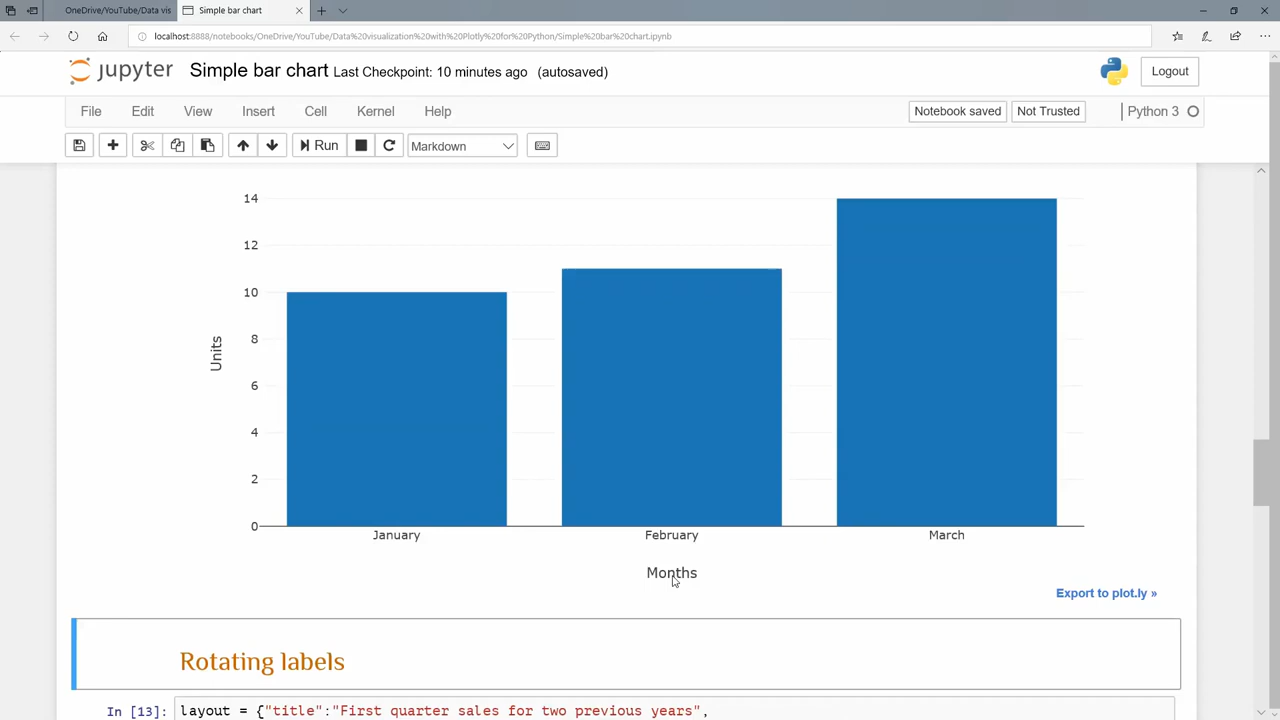 OneDrive/YouTube/Data vis
Simple bar chart
localhost:8888/notebooks/OneDrive/YouTube/Data%20visualization%20with%20Plotly%20for%20Python/Simple%20bar%20chart.ipynb
jupyter Simple bar chart Last Checkpoint: 10 minutes ago (autosaved)
Logout
File Edit View Insert Cell Kernel Help
Notebook saved Not Trusted Python 3
Run Markdown
14
12
10
8
6
4
2
0
Units
January February March
Months
Export to plot.ly »
Rotating labels
In [13]: layout = {"title":"First quarter sales for two previous years",